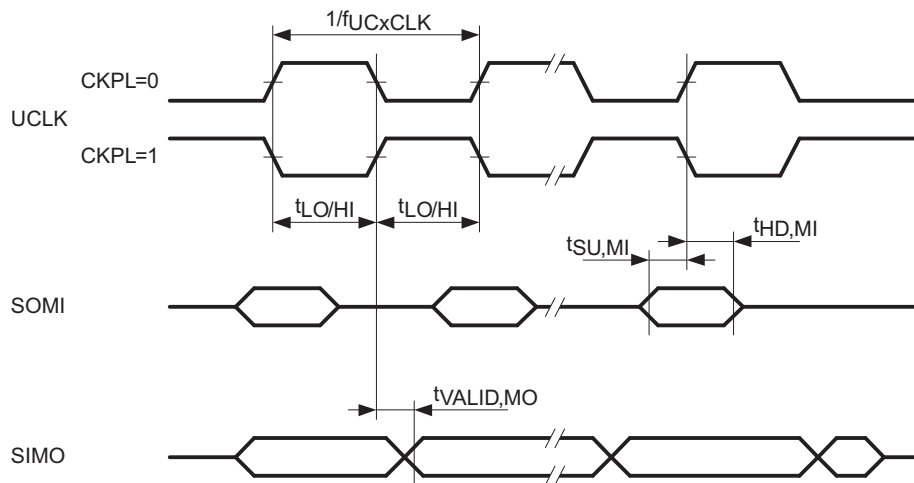 1/fUCxCLK
CKPL=0
UCLK
CKPL=1
tLO/HI tLO/HI
tHD,MI
tSU,MI
SOMI
tVALID,MO
SIMO